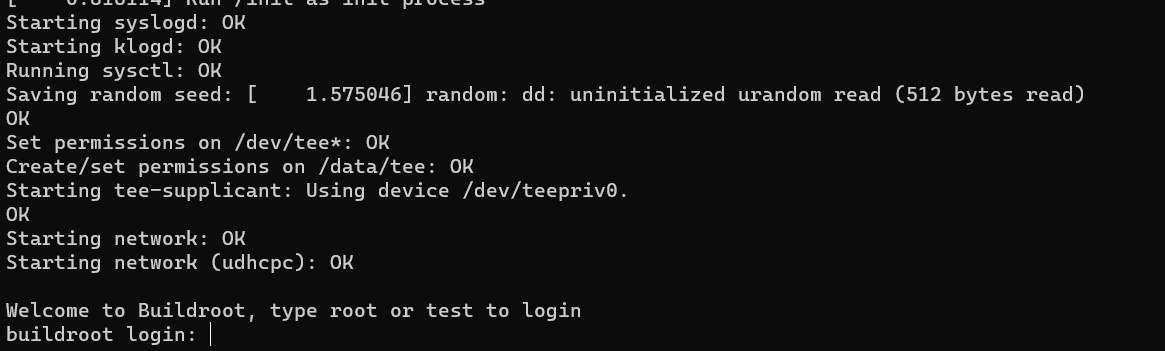 [    0.816114] Run /init as init process
Starting syslogd: OK
Starting klogd: OK
Running sysctl: OK
Saving random seed: [    1.575046] random: dd: uninitialized urandom read (512 bytes read)
OK
Set permissions on /dev/tee*: OK
Create/set permissions on /data/tee: OK
Starting tee-supplicant: Using device /dev/teepriv0.
OK
Starting network: OK
Starting network (udhcpc): OK
Welcome to Buildroot, type root or test to login
buildroot login: